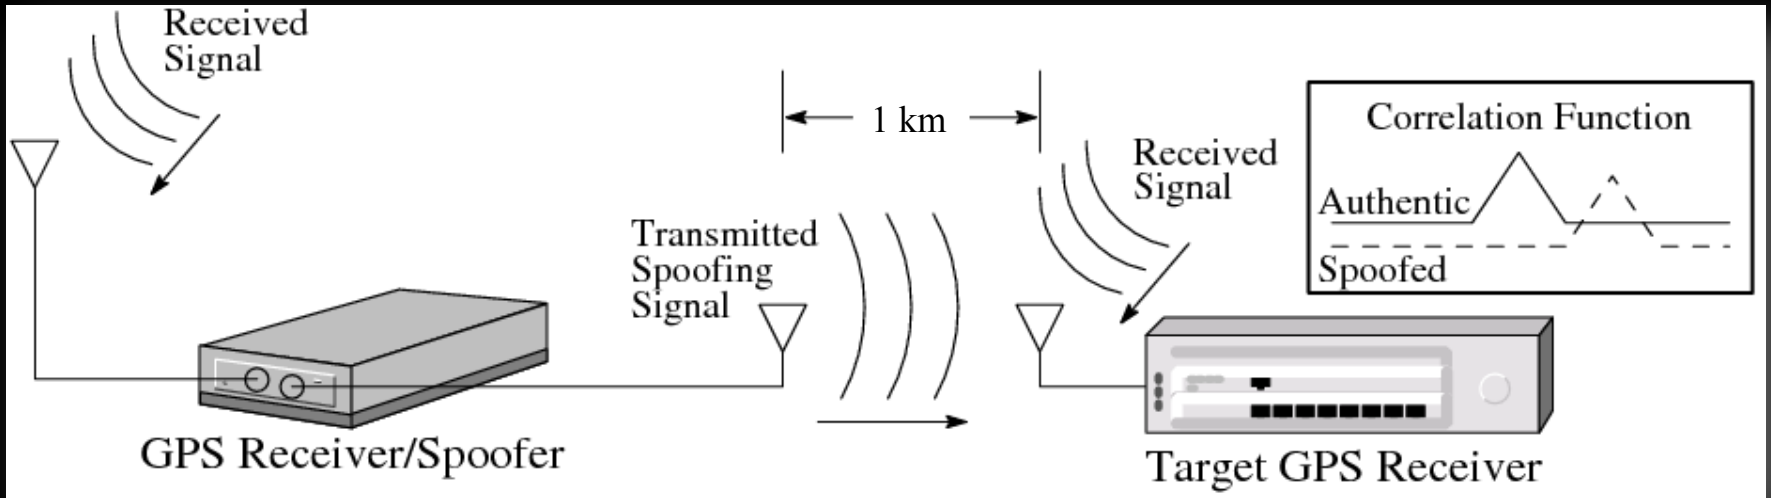 Received
Signal
1 km
Received
Signal
Correlation Function
Authentic
Spoofed
Transmitted
Spoofing
Signal
GPS Receiver/Spoofer
Target GPS Receiver